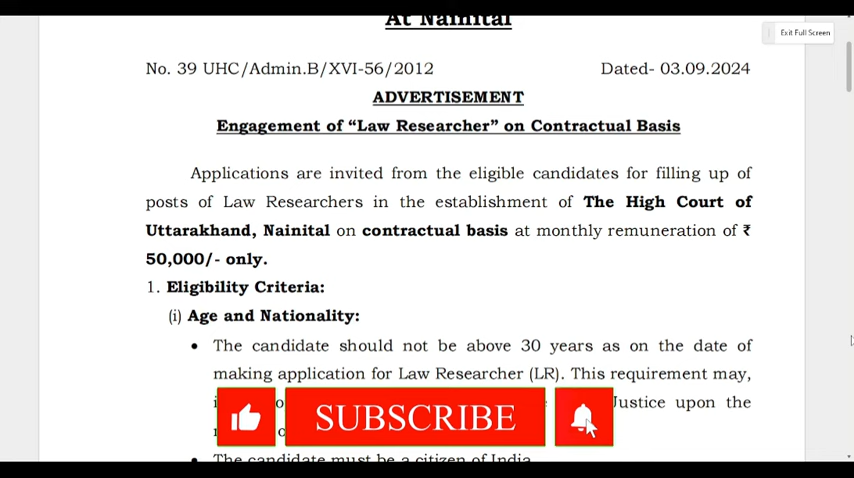 At Nainital
Exit Full Screen
No. 39 UHC/Admin.B/XVI-56/2012 Dated- 03.09.2024
ADVERTISEMENT
Engagement of “Law Researcher” on Contractual Basis
Applications are invited from the eligible candidates for filling up of
posts of Law Researchers in the establishment of The High Court of
Uttarakhand, Nainital on contractual basis at monthly remuneration of ₹
50,000/- only.
1. Eligibility Criteria:
(i) Age and Nationality:
• The candidate should not be above 30 years as on the date of
making application for Law Researcher (LR). This requirement may,
Justice upon the
SUBSCRIBE
• The candidate must be a citizen of India